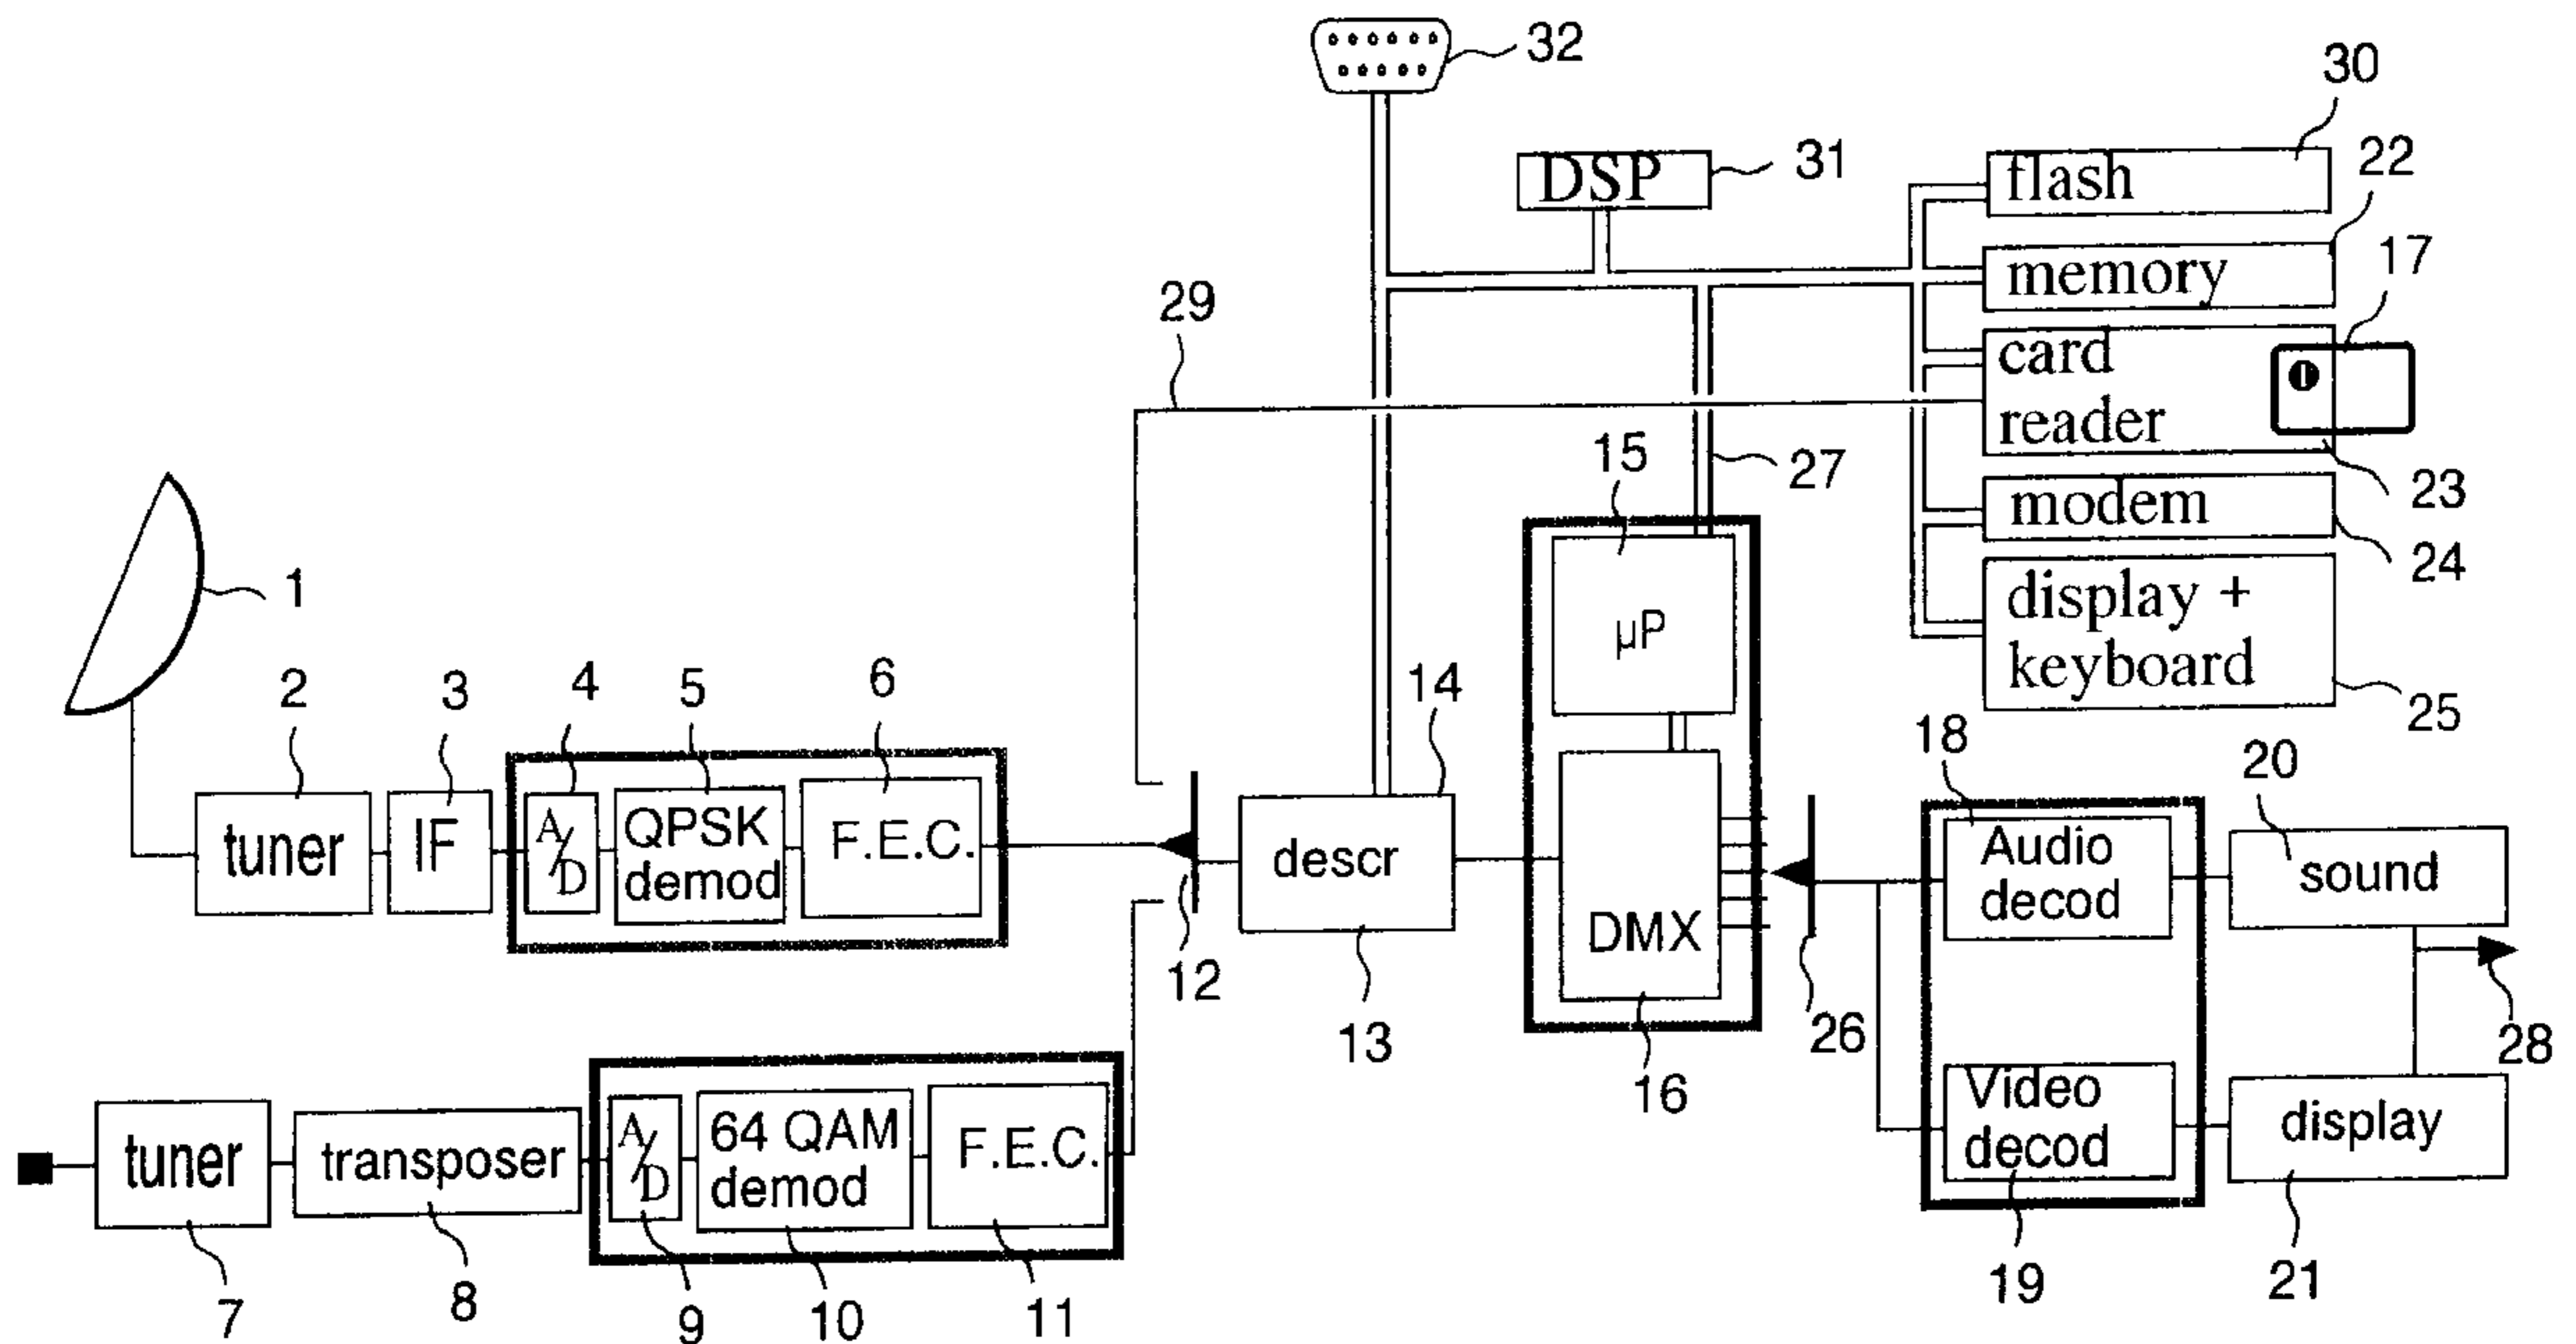 32
30
DSP
31
flash
22
memory
17
29
card
reader
15
27
23
modem
24
1
µP
display +
keyboard
25
2
3
4
5
6
14
18
20
tuner
IF
A/D
QPSK
demod
F.E.C.
descr
DMX
Audio
decod
sound
12
13
16
26
28
tuner
transposer
A/D
64 QAM
demod
F.E.C.
Video
decod
display
7
8
9
10
11
19
21